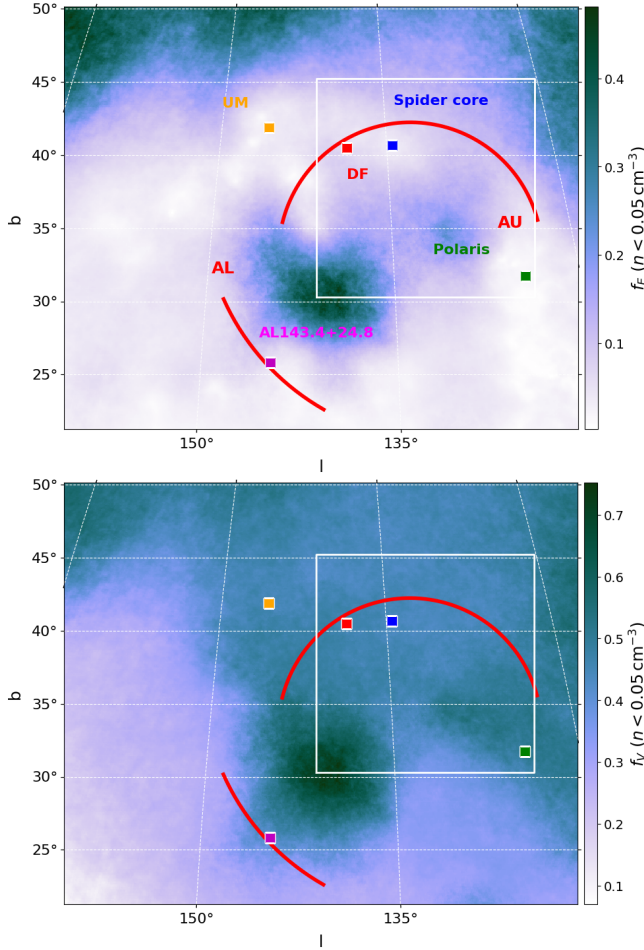 50°
45°
40°
35°
30°
25°
b
UM
Spider core
DF
AU
AL
Polaris
AL143.4+24.8
150°
135°
l
0.4
0.3
0.2
0.1
f_E (n < 0.05 cm⁻³)
50°
45°
40°
35°
30°
25°
b
150°
135°
l
0.7
0.6
0.5
0.4
0.3
0.2
0.1
f_V (n < 0.05 cm⁻³)